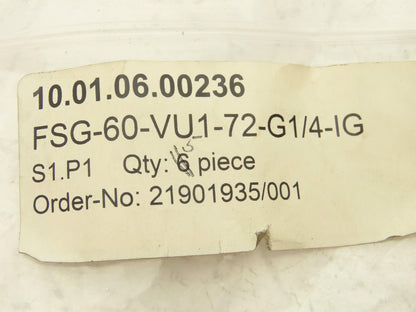 10.01.06.00236
FSG-60-VU1-72-G1/4-IG
S1.P1 Qty: 6 piece
Order-No: 21901935/001